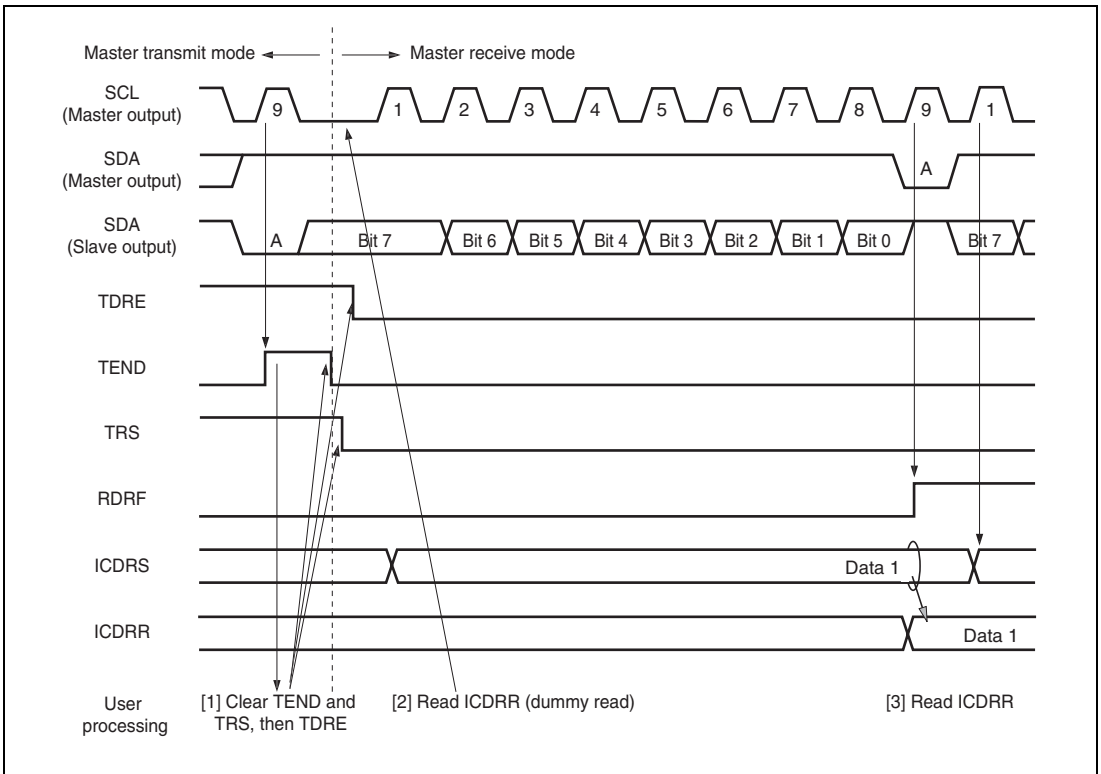 Master transmit mode
Master receive mode
SCL
(Master output)
9 1 2 3 4 5 6 7 8 9 1
SDA
(Master output)
A
SDA
(Slave output)
A Bit 7 Bit 6 Bit 5 Bit 4 Bit 3 Bit 2 Bit 1 Bit 0 Bit 7
TDRE
TEND
TRS
RDRF
ICDRS
Data 1
ICDRR
Data 1
User
processing
[1] Clear TEND and
TRS, then TDRE
[2] Read ICDRR (dummy read)
[3] Read ICDRR